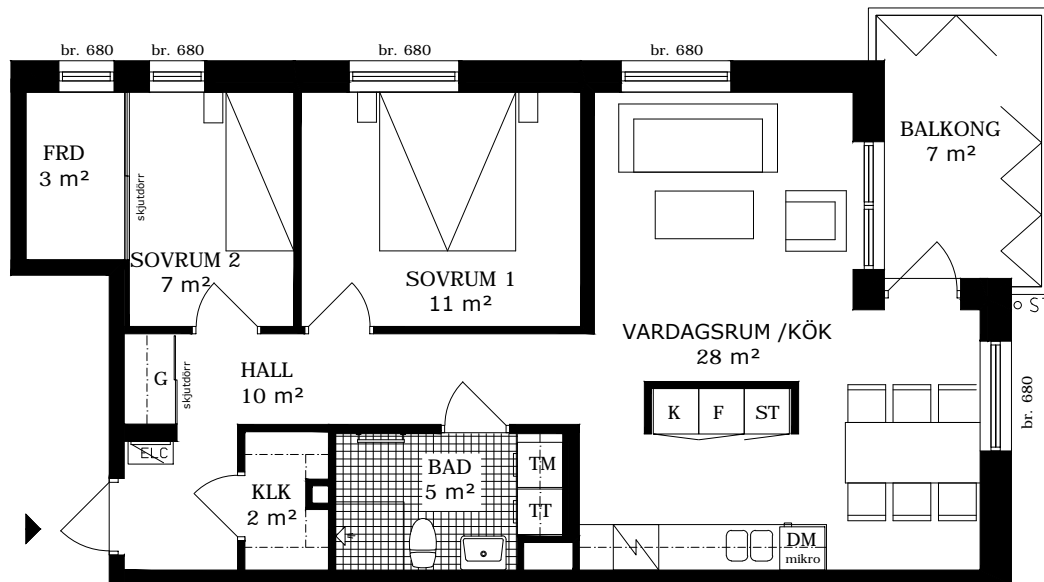 br. 680
br. 680
br. 680
br. 680
BALKONG
7 m²
FRD
3 m²
skjutdörr
SOVRUM 2
7 m²
SOVRUM 1
11 m²
S
VARDAGSRUM /KÖK
28 m²
HALL
10 m²
G
skjutdörr
K
F
ST
br. 680
ELC
BAD
5 m²
TM
TT
KLK
2 m²
DM
mikro